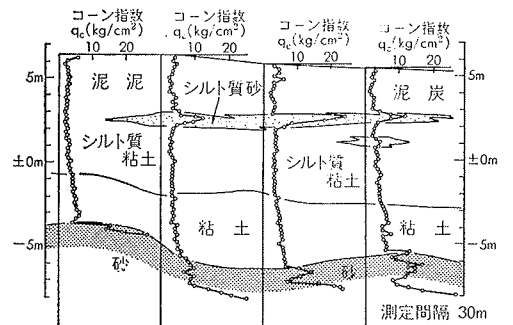 コーン指数
qc(kg/cm²)
10 20
コーン指数
qc(kg/cm²)
10 20
コーン指数
qc(kg/cm²)
10 20
コーン指数
qc(kg/cm²)
10 20
5m
泥泥
シルト質砂
泥炭
5m
シルト質
粘土
シルト質
粘土
±0m
±0m
粘土
粘土
-5m
-5m
砂
砂
測定間隔 30m